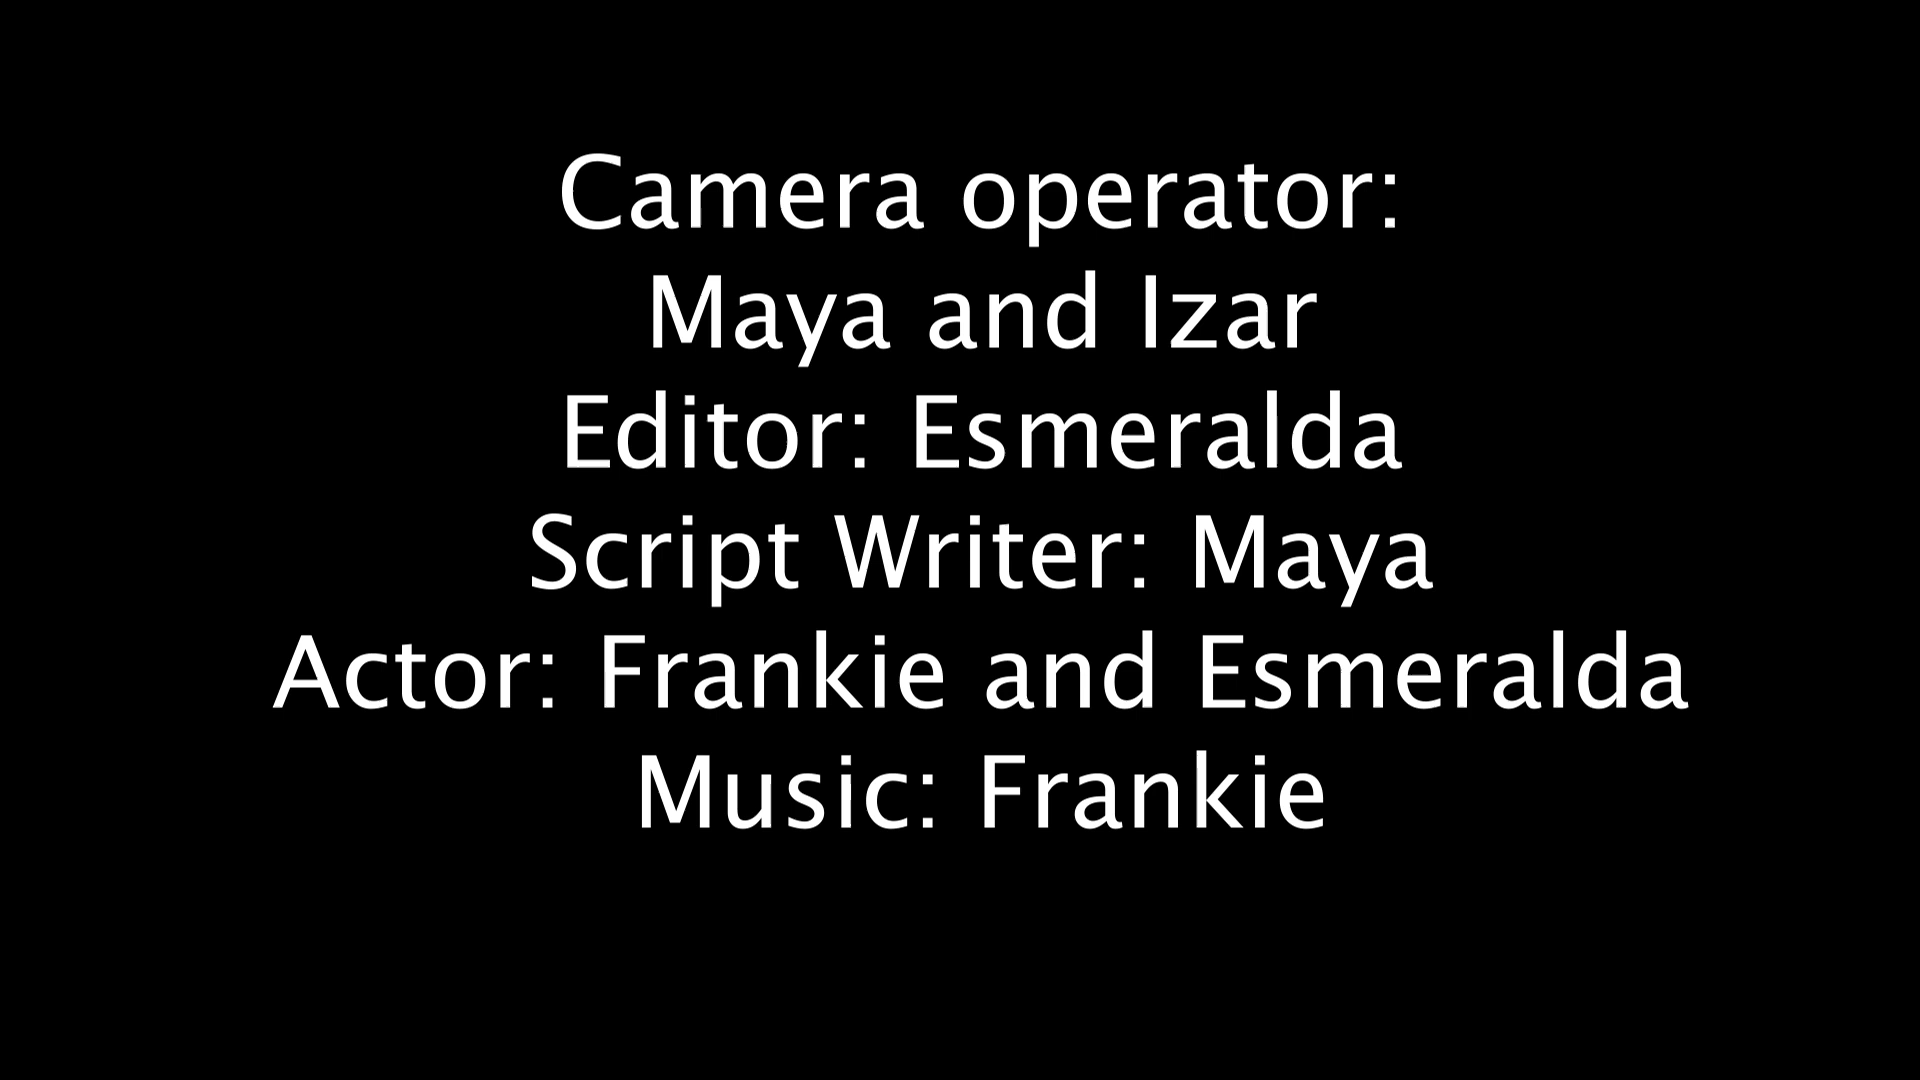 Camera operator:
Maya and Izar
Editor: Esmeralda
Script Writer: Maya
Actor: Frankie and Esmeralda
Music: Frankie